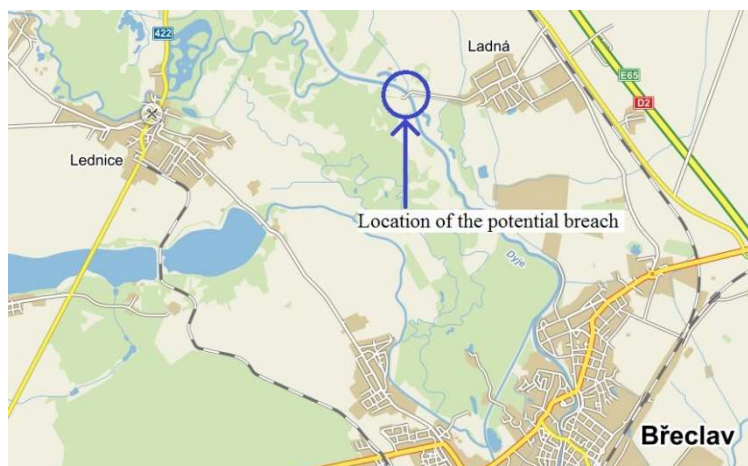 422
Ladná
E65
D2
Lednice
Location of the potential breach
Dyje
Břeclav